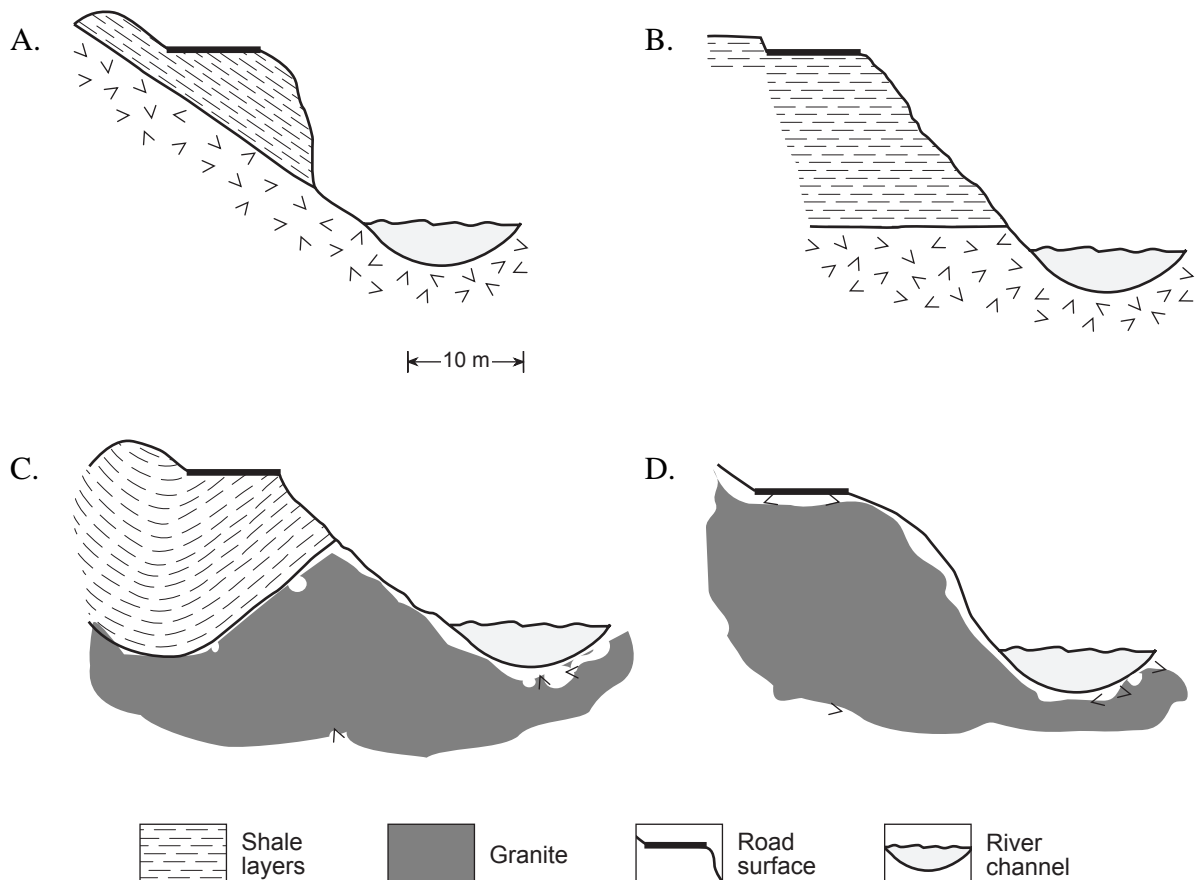 A.
B.
10 m
C.
D.
Shale
layers
Granite
Road
surface
River
channel